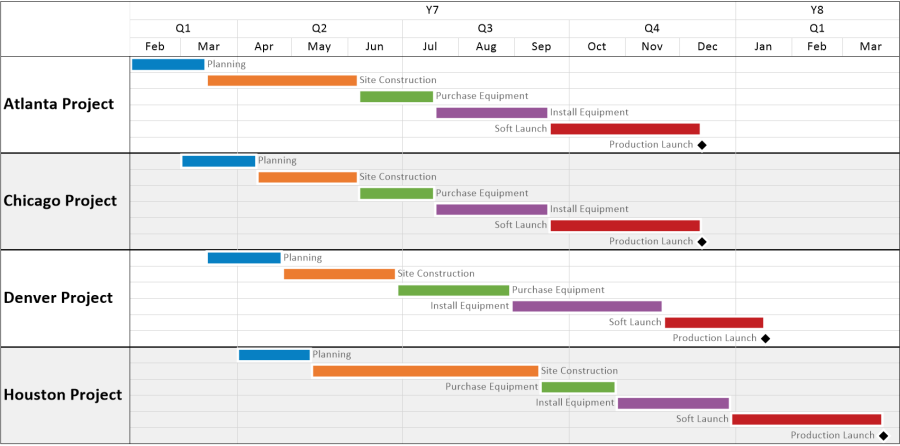 Y7 Y8
Q1 Q2 Q3 Q4 Q1
Feb Mar Apr May Jun Jul Aug Sep Oct Nov Dec Jan Feb Mar
Atlanta Project
Planning
Site Construction
Purchase Equipment
Install Equipment
Soft Launch
Production Launch
Chicago Project
Planning
Site Construction
Purchase Equipment
Install Equipment
Soft Launch
Production Launch
Denver Project
Planning
Site Construction
Purchase Equipment
Install Equipment
Soft Launch
Production Launch
Houston Project
Planning
Site Construction
Purchase Equipment
Install Equipment
Soft Launch
Production Launch